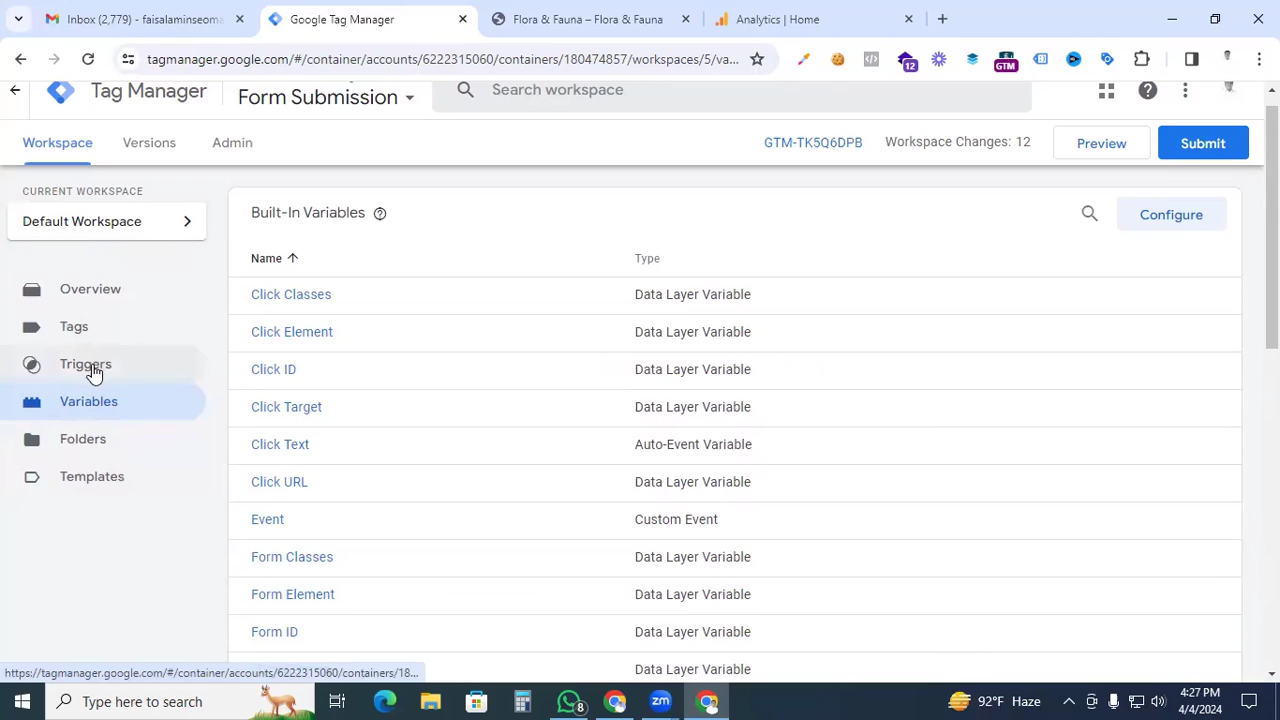 Inbox (2,779) - faisalaminseoma
Google Tag Manager
Flora & Fauna – Flora & Fauna
Analytics | Home
tagmanager.google.com/#/container/accounts/6222315060/containers/180474857/workspaces/5/va...
12
GTM
Tag Manager
Form Submission
Search workspace
Workspace
Versions
Admin
GTM-TK5Q6DPB
Workspace Changes: 12
Preview
Submit
CURRENT WORKSPACE
Default Workspace
Overview
Tags
Triggers
Variables
Folders
Templates
Built-In Variables
Configure
Name
Type
Click Classes
Data Layer Variable
Click Element
Data Layer Variable
Click ID
Data Layer Variable
Click Target
Data Layer Variable
Click Text
Auto-Event Variable
Click URL
Data Layer Variable
Event
Custom Event
Form Classes
Data Layer Variable
Form Element
Data Layer Variable
Form ID
Data Layer Variable
Data Layer Variable
https://tagmanager.google.com/#/container/accounts/6222315060/containers/18...
Type here to search
8
zm
92°F Haze
4:27 PM
4/4/2024